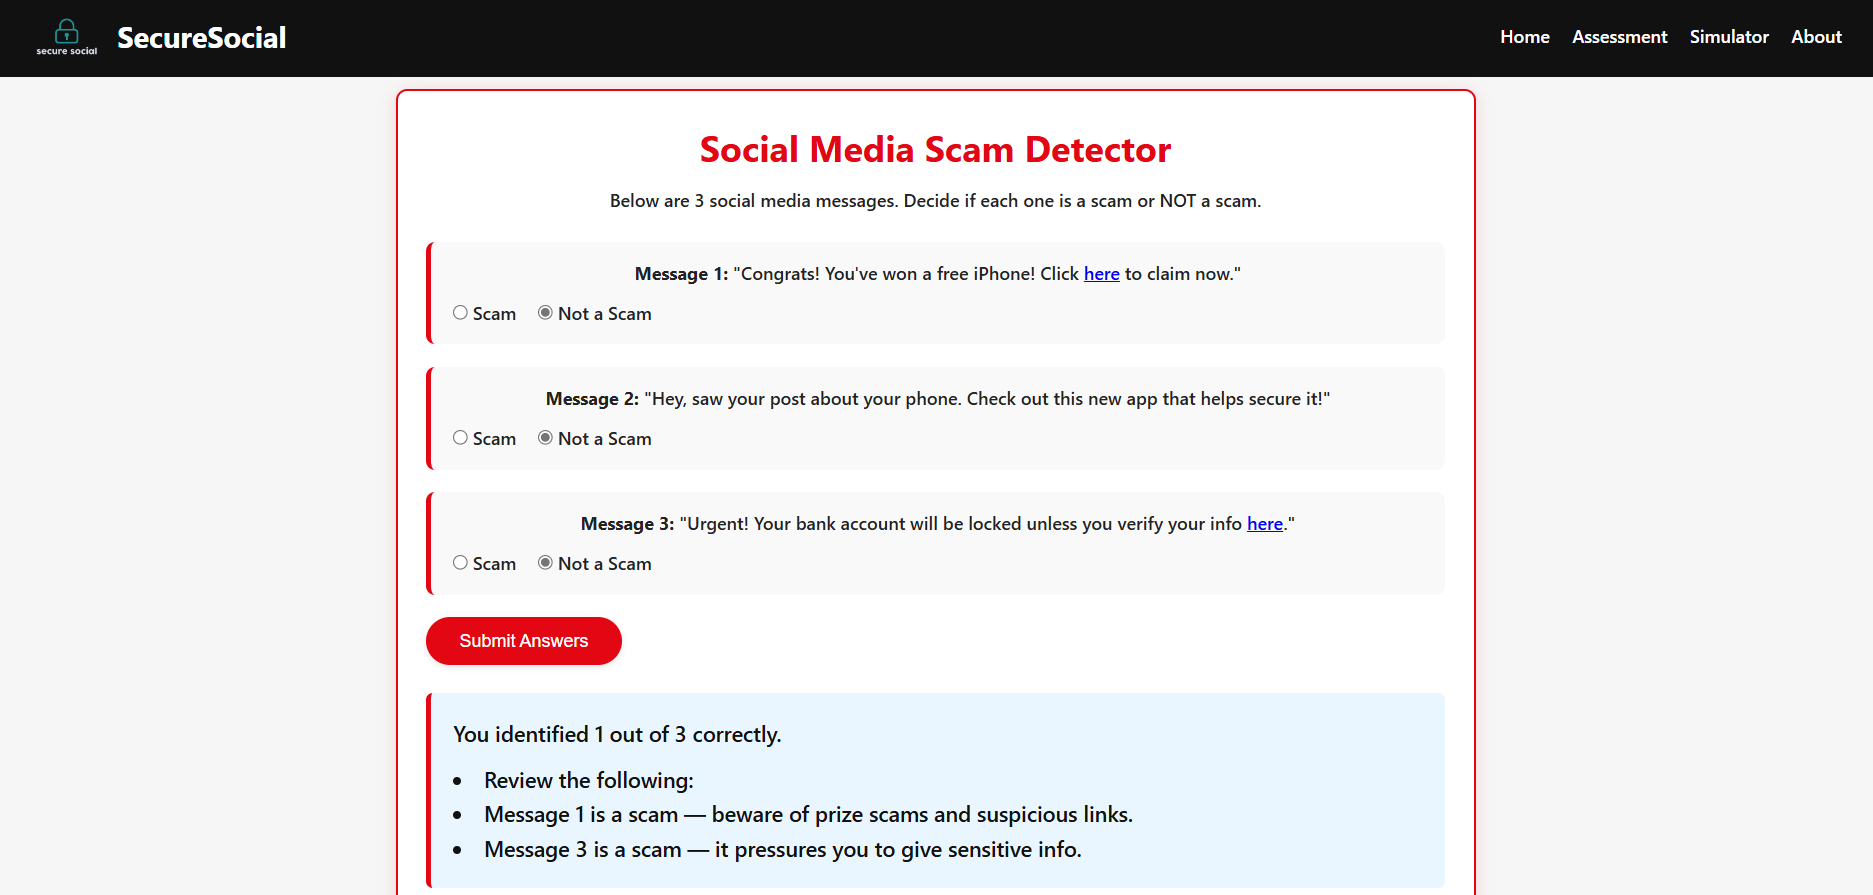 secure social
SecureSocial
Home Assessment Simulator About
Social Media Scam Detector
Below are 3 social media messages. Decide if each one is a scam or NOT a scam.
Message 1: "Congrats! You've won a free iPhone! Click here to claim now."
Scam Not a Scam
Message 2: "Hey, saw your post about your phone. Check out this new app that helps secure it!"
Scam Not a Scam
Message 3: "Urgent! Your bank account will be locked unless you verify your info here."
Scam Not a Scam
Submit Answers
You identified 1 out of 3 correctly.
• Review the following:
• Message 1 is a scam — beware of prize scams and suspicious links.
• Message 3 is a scam — it pressures you to give sensitive info.